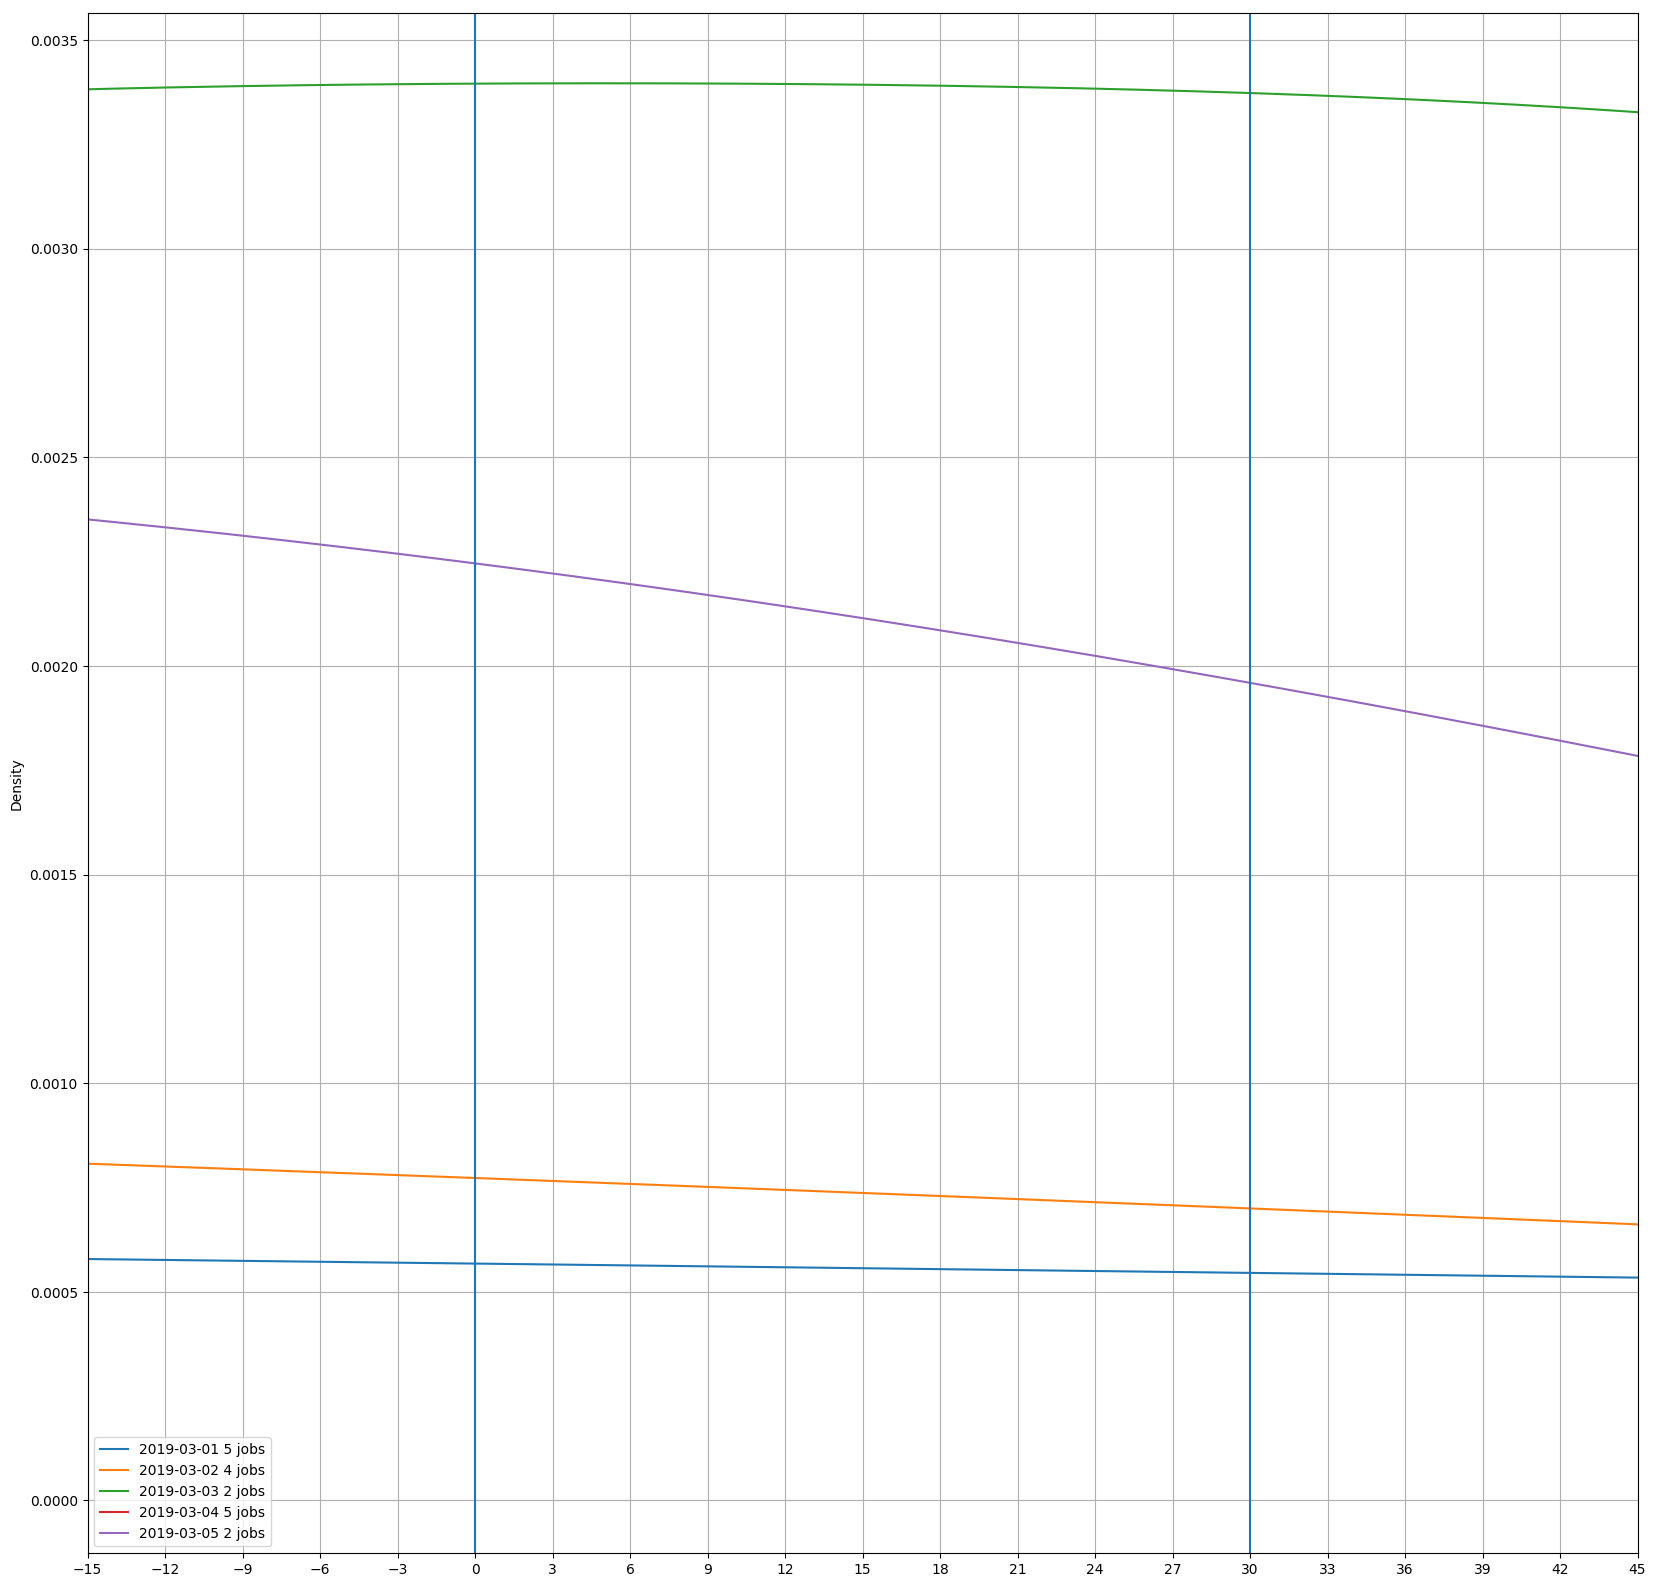 0.0035
0.0030
0.0025
0.0020
0.0015
0.0010
0.0005
0.0000
Density
2019-03-01 5 jobs
2019-03-02 4 jobs
2019-03-03 2 jobs
2019-03-04 5 jobs
2019-03-05 2 jobs
−15 −12 −9 −6 −3 0 3 6 9 12 15 18 21 24 27 30 33 36 39 42 45